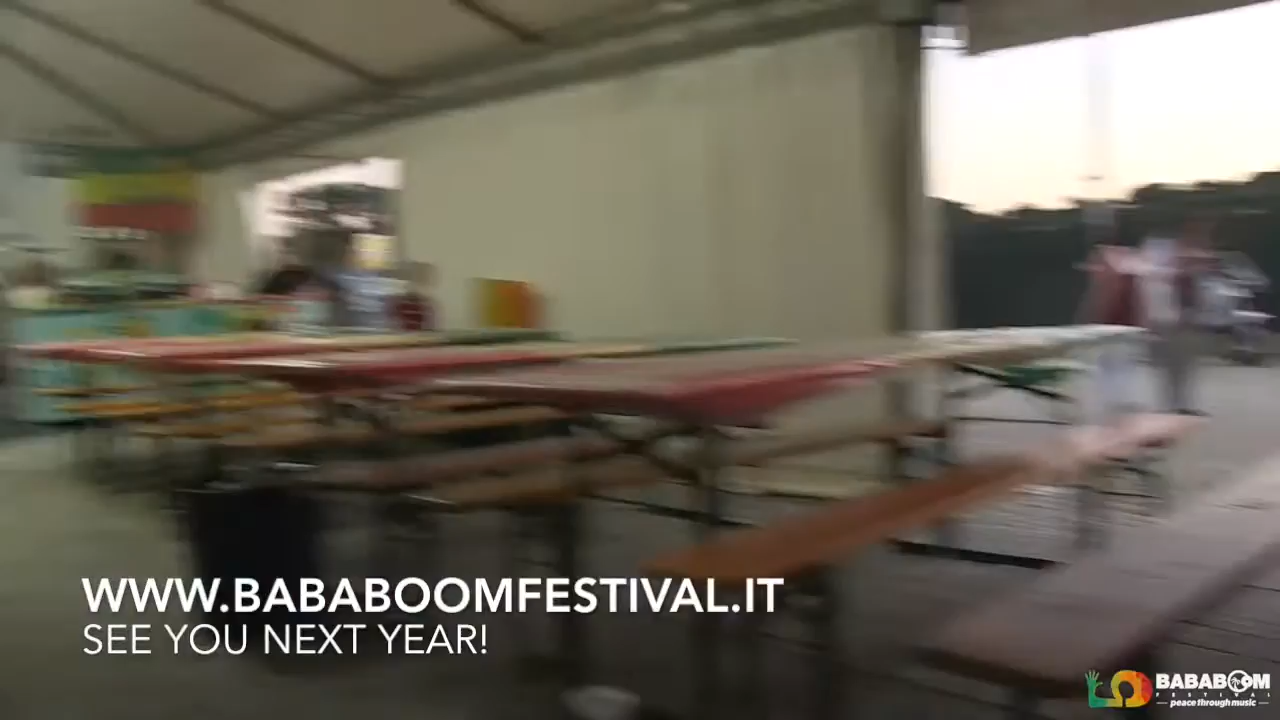 WWW.BABABOOMFESTIVAL.IT
SEE YOU NEXT YEAR!
BABABOOM
FESTIVAL
peace through music